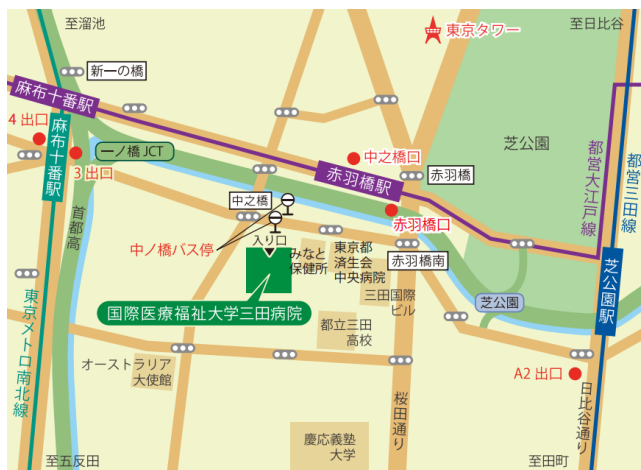 至溜池
東京タワー
至日比谷
新一の橋
麻布十番駅
4出口
麻布十番駅
一ノ橋JCT
3出口
中之橋口
赤羽橋
芝公園
都営大江戸線
都営三田線
赤羽橋駅
首都高
中之橋
赤羽橋口
中ノ橋バス停
入り口
みなと
保健所
東京都
済生会
中央病院
赤羽橋南
芝公園駅
三田国際
ビル
芝公園
国際医療福祉大学三田病院
東京メトロ南北線
都立三田
高校
オーストラリア
大使館
A2出口
桜田通り
日比谷通り
慶応義塾
大学
至五反田
至田町